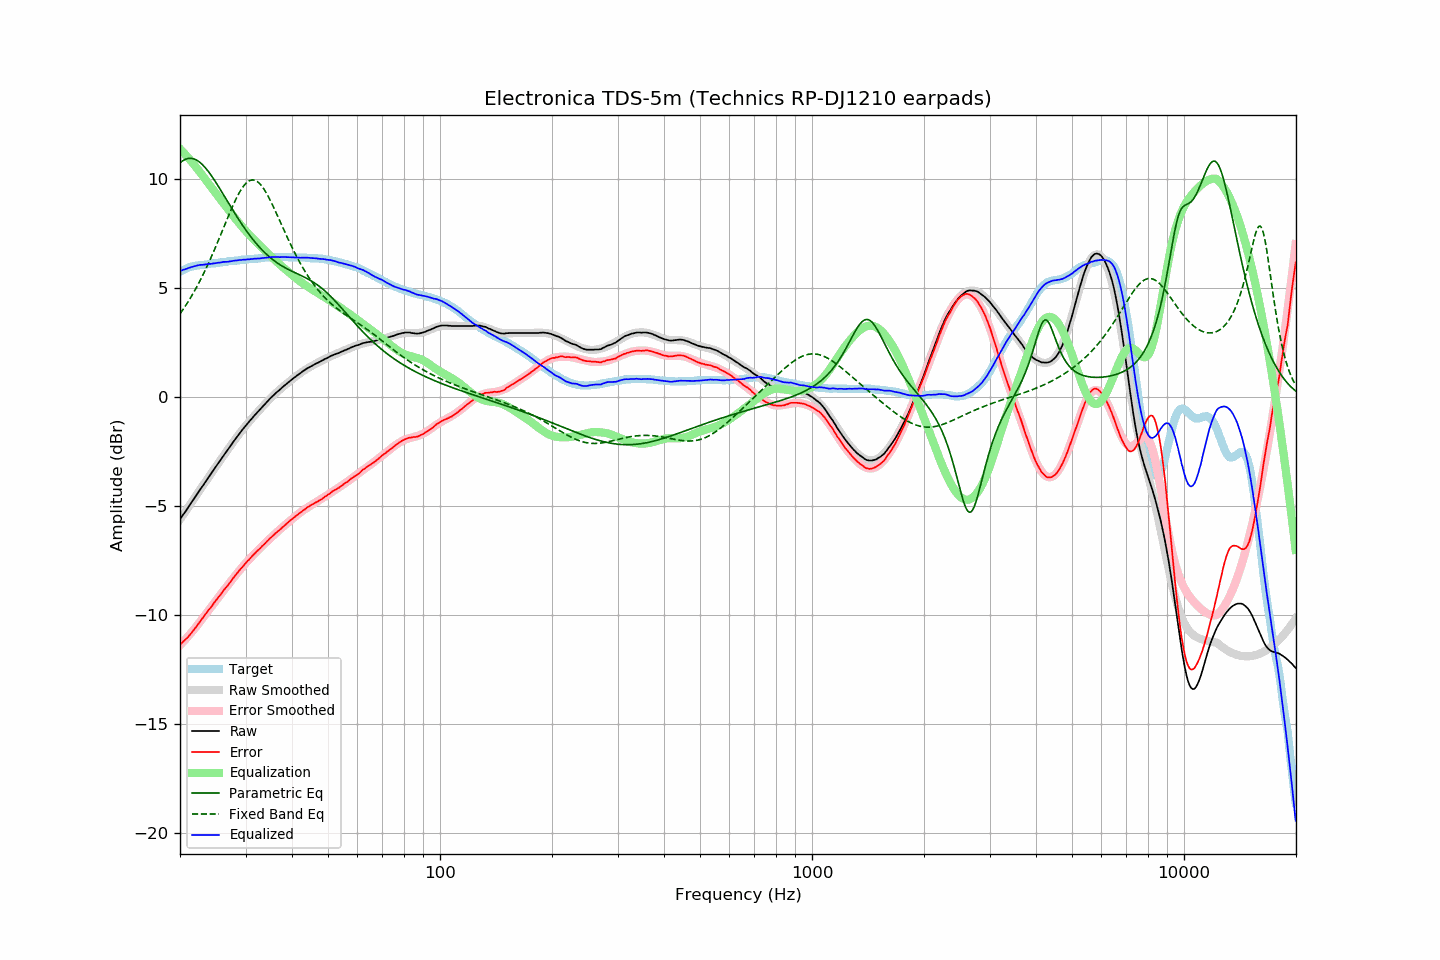 Electronica TDS-5m (Technics RP-DJ1210 earpads)
Amplitude (dBr)
10
5
0
−5
−10
−15
−20
Target
Raw Smoothed
Error Smoothed
Raw
Error
Equalization
Parametric Eq
Fixed Band Eq
Equalized
100
1000
10000
Frequency (Hz)